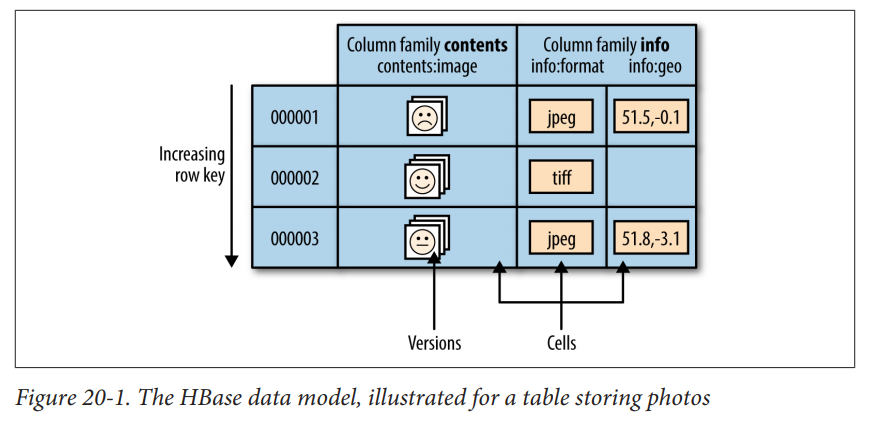 Column family contents
contents:image
Column family info
info:format info:geo
Increasing
row key
000001
jpeg
51.5,-0.1
000002
tiff
000003
jpeg
51.8,-3.1
Versions
Cells
Figure 20-1. The HBase data model, illustrated for a table storing photos